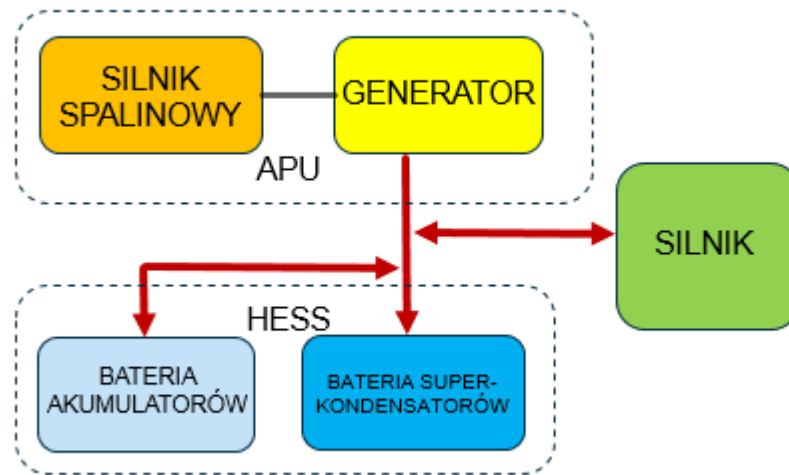 SILNIK
SPALINOWY
GENERATOR
APU
SILNIK
HESS
BATERIA
AKUMULATORÓW
BATERIA SUPER-
KONDENSATORÓW